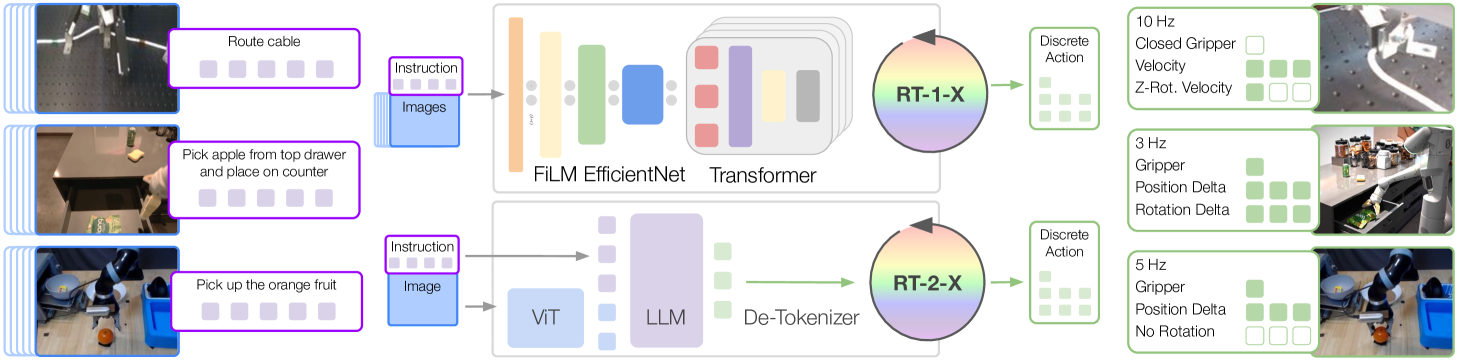 Route cable
Pick apple from top drawer
and place on counter
Pick up the orange fruit
Instruction
Images
FiLM EfficientNet
Transformer
RT-1-X
Discrete
Action
Instruction
Image
ViT
LLM
De-Tokenizer
RT-2-X
Discrete
Action
10 Hz
Closed Gripper
Velocity
Z-Rot. Velocity
3 Hz
Gripper
Position Delta
Rotation Delta
5 Hz
Gripper
Position Delta
No Rotation